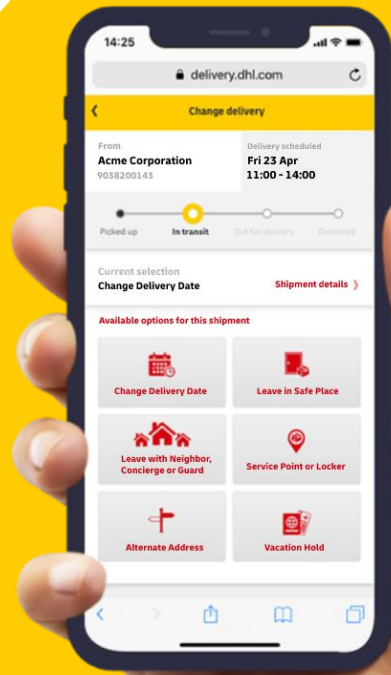 14:25
delivery.dhl.com
Change delivery
From
Acme Corporation
9038200143
Delivery scheduled
Fri 23 Apr
11:00 - 14:00
Picked up
In transit
Out for delivery
Delivered
Current selection
Change Delivery Date
Shipment details
Available options for this shipment
Change Delivery Date
Leave in Safe Place
Leave with Neighbor,
Concierge or Guard
Service Point or Locker
Alternate Address
Vacation Hold